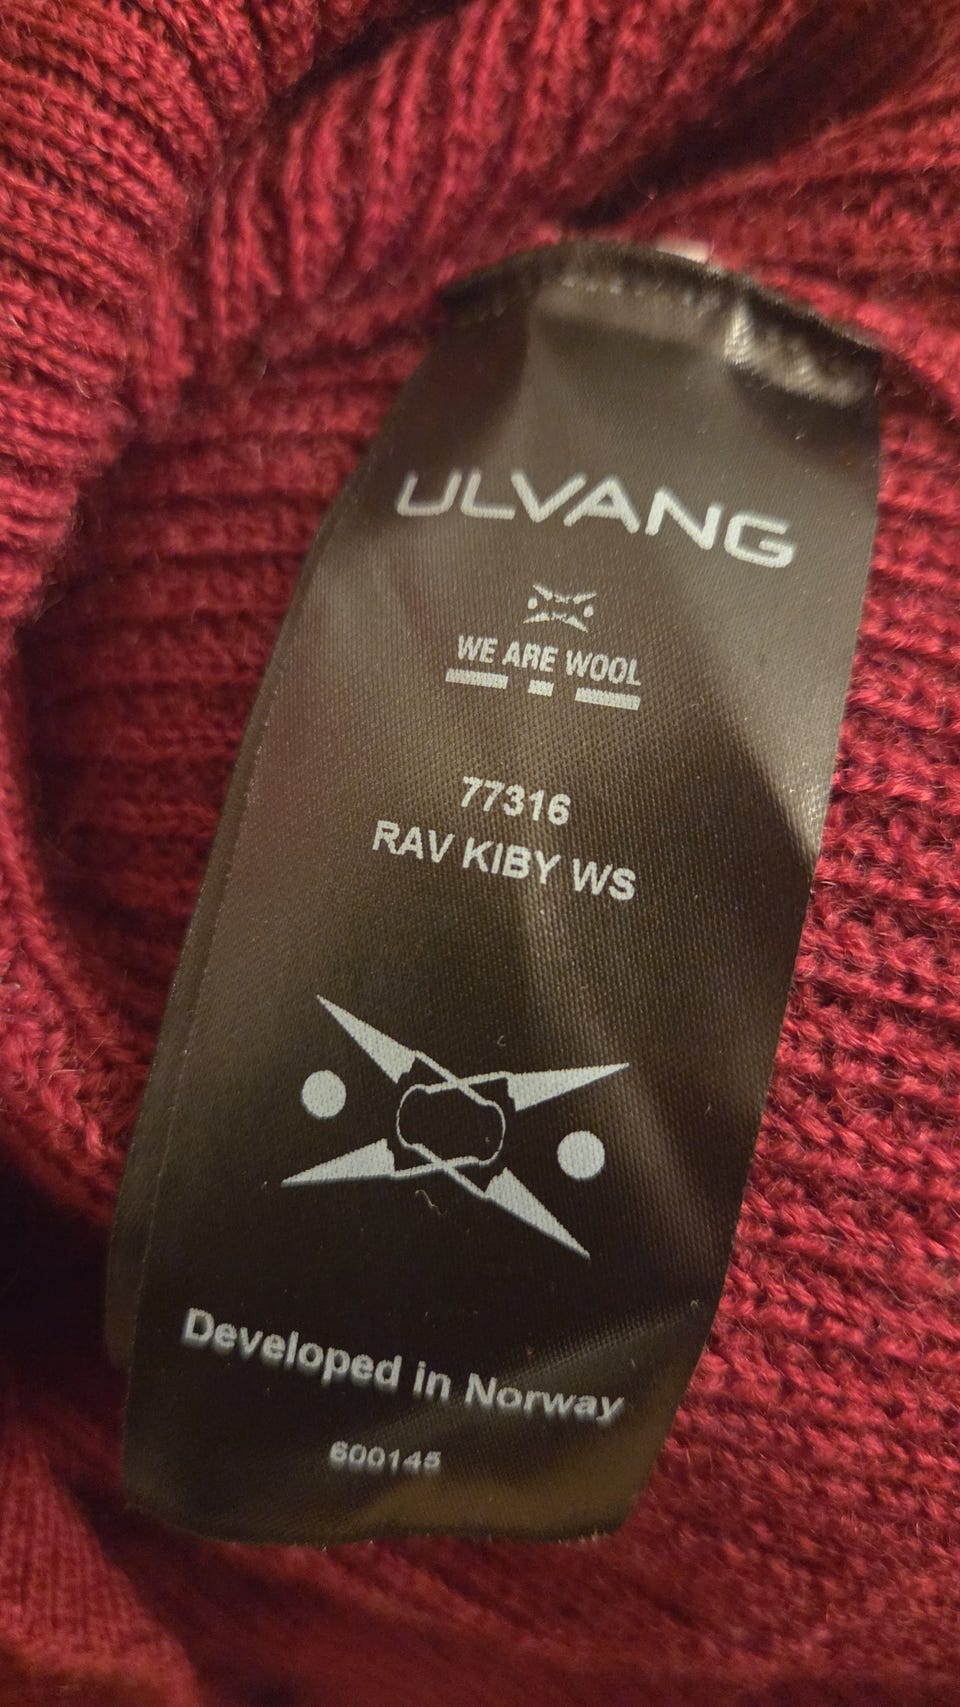 ULVANG
WE ARE WOOL
77316
RAV KIBY WS
Developed in Norway
600145